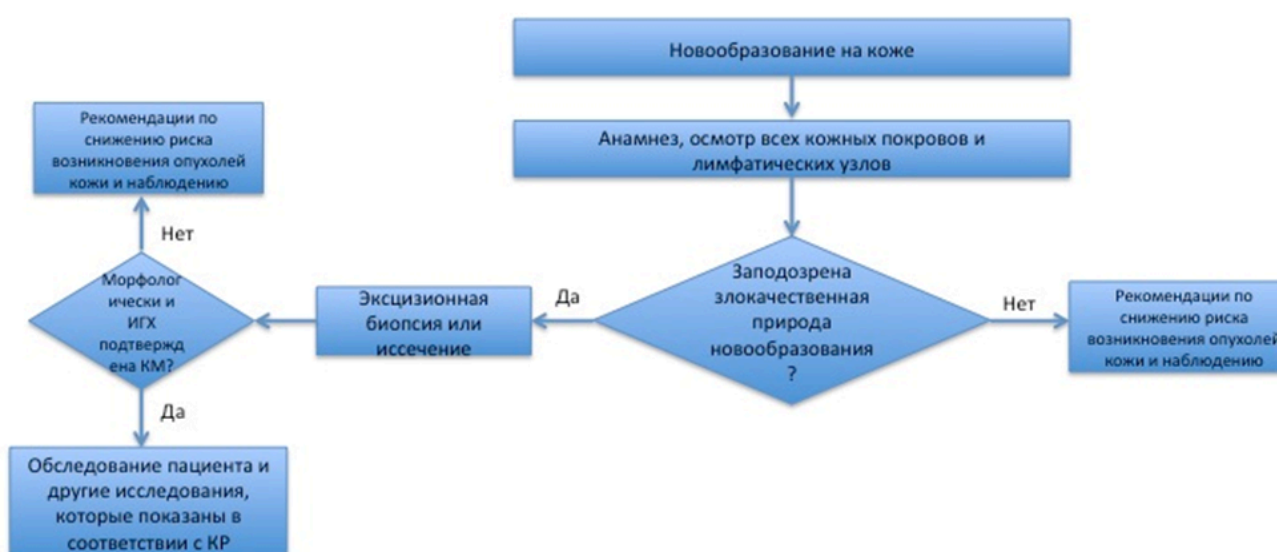 Новообразование на коже
Анамнез, осмотр всех кожных покровов и
лимфатических узлов
Заподозрена
злокачественная
природа
новообразования
?
Нет
Рекомендации по
снижению риска
возникновения опухолей
кожи и наблюдению
Да
Эксцизионная
биопсия или
иссечение
Морфолог
ически и
ИГХ
подтвержд
ена КМ?
Нет
Рекомендации по
снижению риска
возникновения опухолей
кожи и наблюдению
Да
Обследование пациента и
другие исследования,
которые показаны в
соответствии с КР